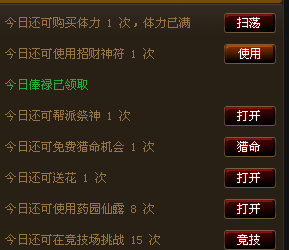 今日还可购买体力 1 次，体力已满 扫荡
今日还可使用招财神符 1 次 使用
今日俸禄已领取
今日还可帮派祭神 1 次 打开
今日还可免费猎命机会 1 次 猎命
今日还可送花 1 次 打开
今日还可使用药园仙露 8 次 打开
今日还可在竞技场挑战 15 次 竞技